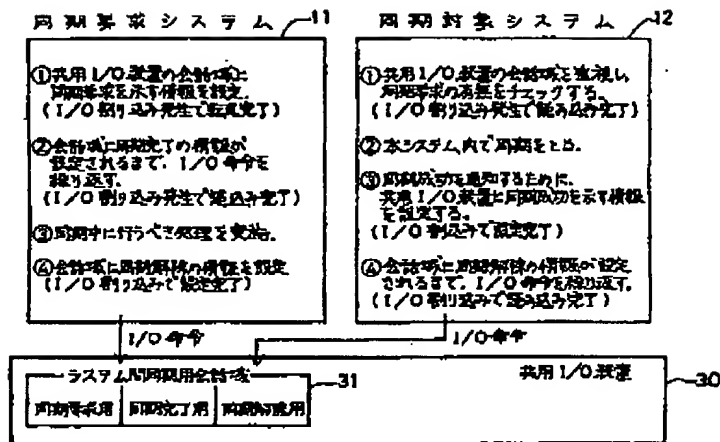 同期要求システム
11
①共用I/O装置の会話域に
同期要求を示す情報を設定。
(I/O割り込み発生で設定完了)
②会話域に同期完了の情報が
設定されるまで、I/O命令を
繰り返す。
(I/O割り込み発生で読込み完了)
③同期中に行うべき処理を実施。
④会話域に同期解除の情報を設定
(I/O割り込みで設定完了)
同期対象システム
12
①共用I/O装置の会話域を監視し
同期要求の有無をチェックする。
(I/O割り込み発生で読み込み完了)
②本システム内で同期をとる。
③同期成功を通知するために、
共用I/O装置に同期成功を示す情報
を設定する。
(I/O割込みで設定完了)
④会話域に同期解除の情報が設定
されるまで、I/O命令を繰り返す。
(I/O割り込みで読み込み完了)
I/O命令
I/O命令
システム間同期用会話域
31
共用I/O装置
30
同期要求用
同期完了用
同期解除用